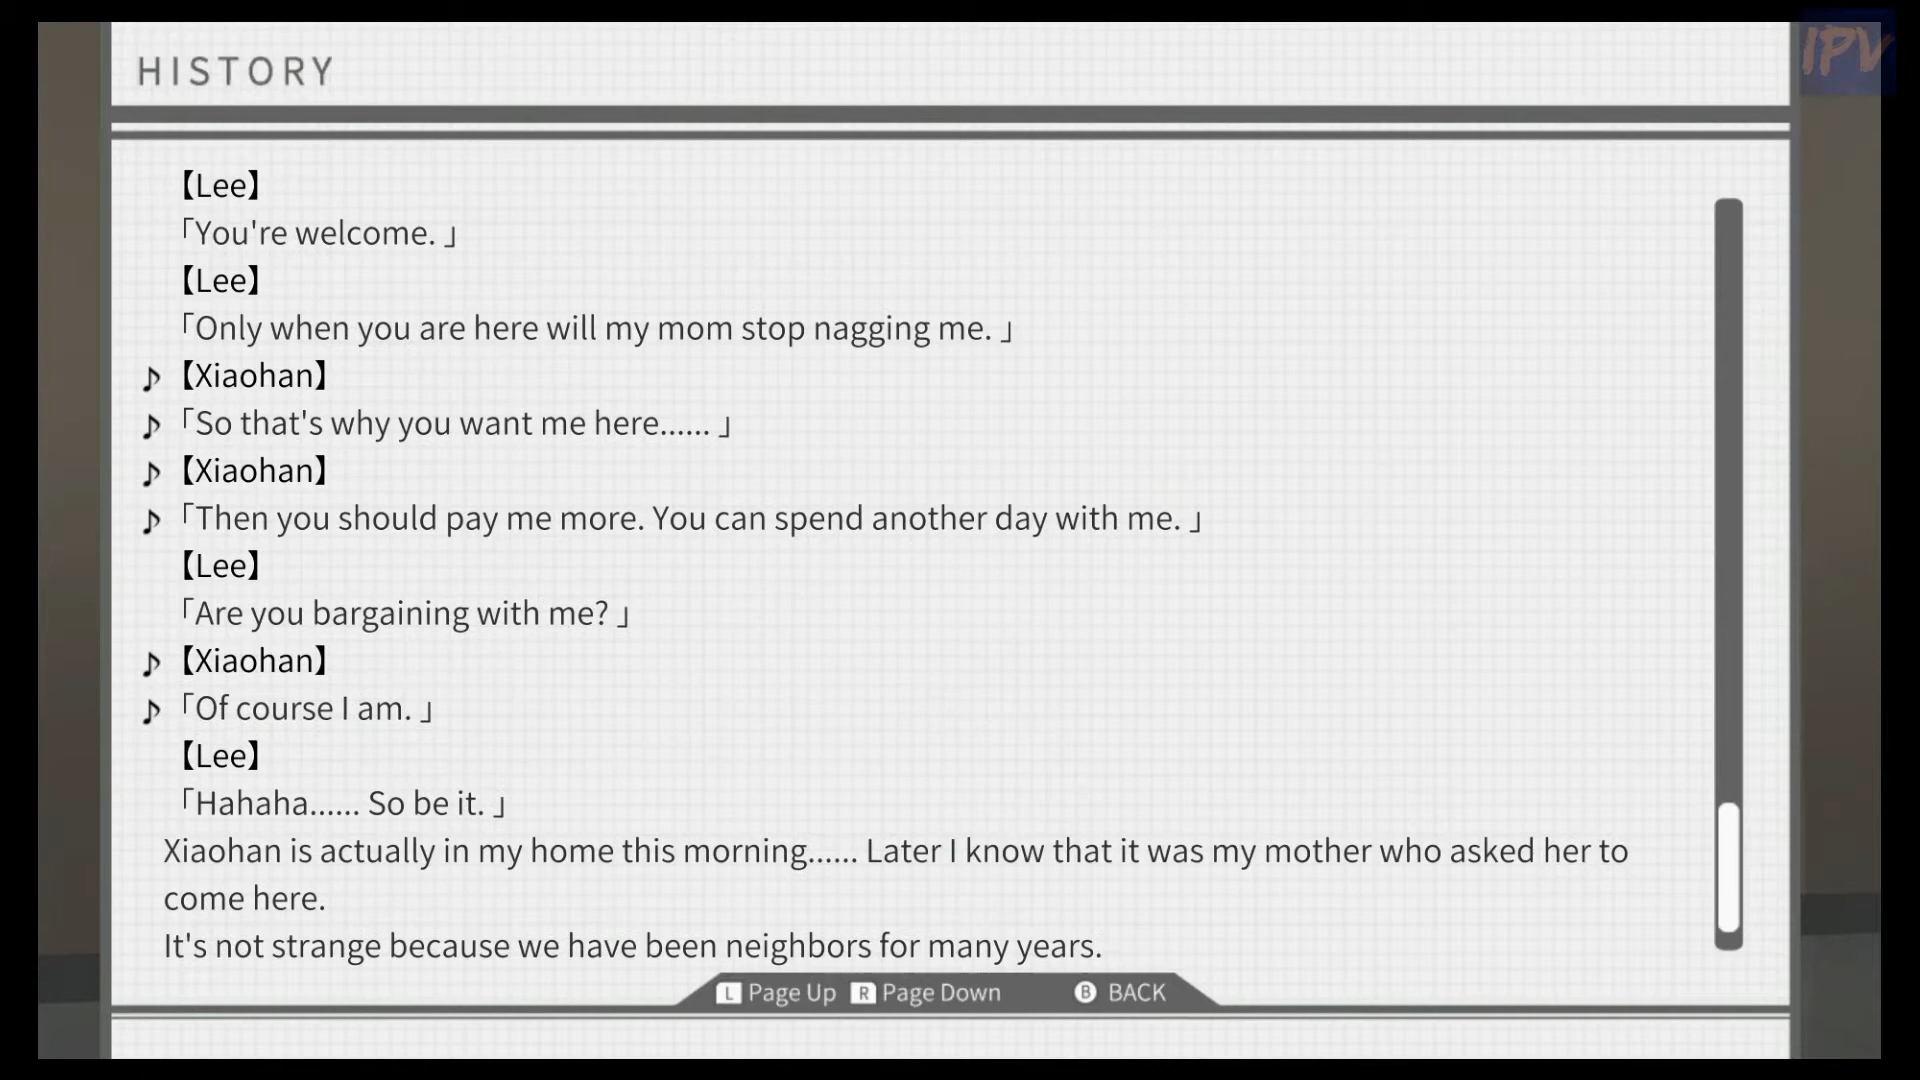 HISTORY
IPV
【Lee】
「You're welcome. 」
【Lee】
「Only when you are here will my mom stop nagging me. 」
♪ 【Xiaohan】
♪ 「So that's why you want me here...... 」
♪ 【Xiaohan】
♪ 「Then you should pay me more. You can spend another day with me. 」
【Lee】
「Are you bargaining with me? 」
♪ 【Xiaohan】
♪ 「Of course I am. 」
【Lee】
「Hahaha...... So be it. 」
Xiaohan is actually in my home this morning...... Later I know that it was my mother who asked her to
come here.
It's not strange because we have been neighbors for many years.
L Page Up R Page Down B BACK